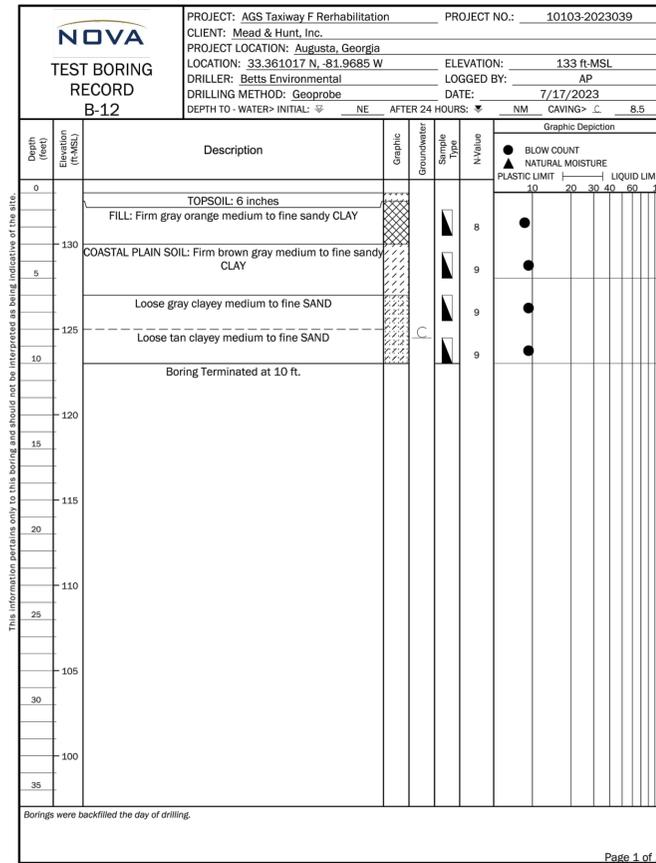 NOVA
TEST BORING
RECORD
B-12
PROJECT: AGS Taxiway F Rerhabilitation PROJECT NO.: 10103-2023039
CLIENT: Mead & Hunt, Inc.
PROJECT LOCATION: Augusta, Georgia
LOCATION: 33.361017 N, -81.9685 W ELEVATION: 133 ft-MSL
DRILLER: Betts Environmental LOGGED BY: AP
DRILLING METHOD: Geoprobe DATE: 7/17/2023
DEPTH TO - WATER> INITIAL: NE AFTER 24 HOURS: NM CAVING> C 8.5
Depth (feet)
Elevation (ft-MSL)
Description
Graphic
Groundwater
Sample Type
N-Value
Graphic Depiction
BLOW COUNT
NATURAL MOISTURE
PLASTIC LIMIT LIQUID LIM
10 20 30 40 60 1
0
TOPSOIL: 6 inches
FILL: Firm gray orange medium to fine sandy CLAY
8
130
COASTAL PLAIN SOIL: Firm brown gray medium to fine sandy
CLAY
5
9
Loose gray clayey medium to fine SAND
9
125
C
Loose tan clayey medium to fine SAND
10
9
Boring Terminated at 10 ft.
120
15
115
20
110
25
105
30
100
35
This information pertains only to this boring and should not be interpreted as being indicative of the site.
Borings were backfilled the day of drilling.
Page 1 of